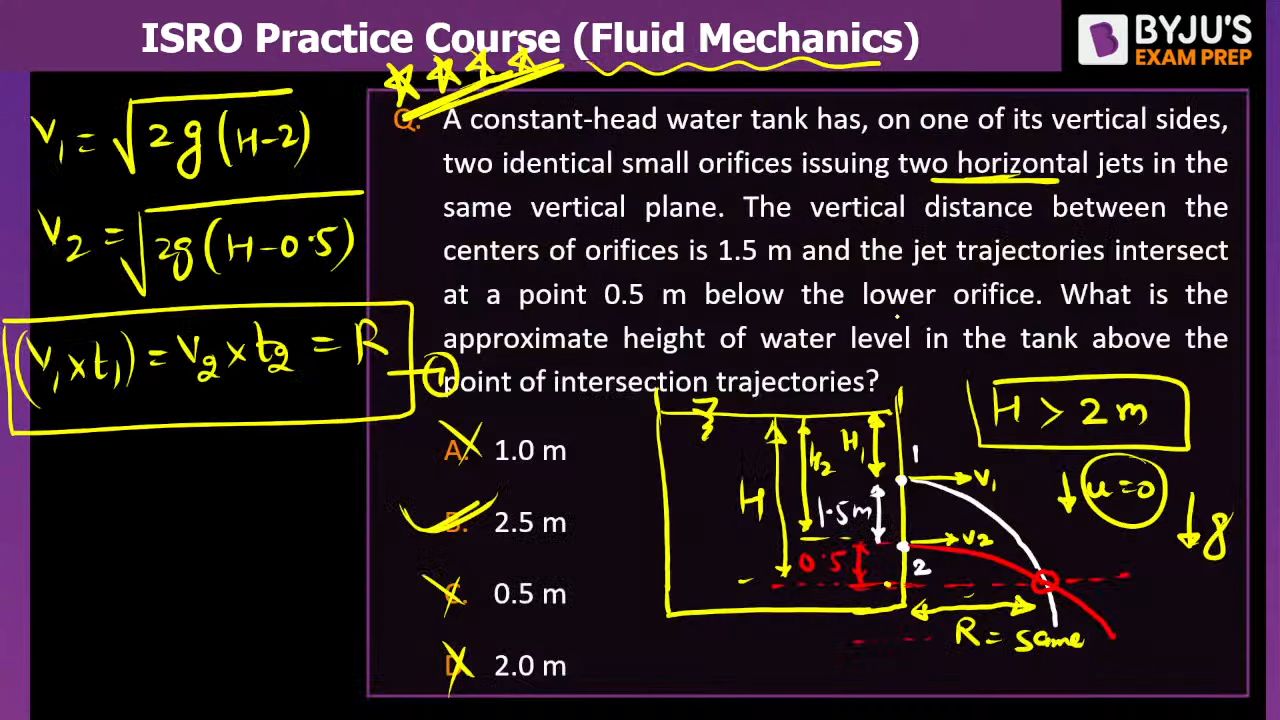 ISRO Practice Course (Fluid Mechanics)
BYJU'S
EXAM PREP
V₁ = √2g(H-2)
V₂ = √2g(H-0.5)
(V₁×t₁) = V₂×t₂ = R
①
Q. A constant-head water tank has, on one of its vertical sides,
two identical small orifices issuing two horizontal jets in the
same vertical plane. The vertical distance between the
centers of orifices is 1.5 m and the jet trajectories intersect
at a point 0.5 m below the lower orifice. What is the
approximate height of water level in the tank above the
point of intersection trajectories?
A. 1.0 m
B. 2.5 m
C. 0.5 m
D. 2.0 m
H > 2m
u=0
g
H
H₂
H₁
1
V₁
1.5m
V₂
2
0.5
R = same